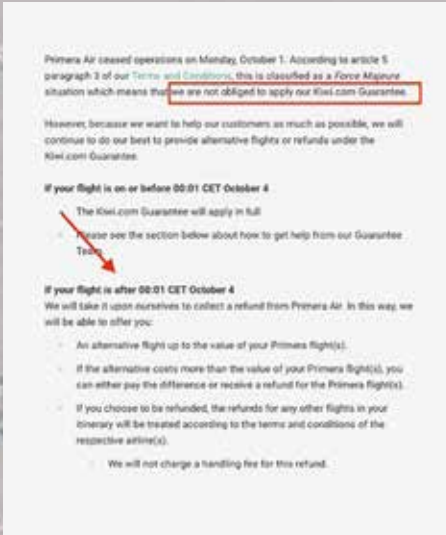 Primera Air ceased operations on Monday, October 1. According to article 5
paragraph 3 of our Terms and Conditions, this is classified as a Force Majeure
situation which means that we are not obliged to apply our Kiwi.com Guarantee.
However, because we want to help our customers as much as possible, we will
continue to do our best to provide alternative flights or refunds under the
Kiwi.com Guarantee.
If your flight is on or before 00:01 CET October 4
The Kiwi.com Guarantee will apply in full
Please see the section below about how to get help from our Guarantee
Team
If your flight is after 00:01 CET October 4
We will take it upon ourselves to collect a refund from Primera Air. In this way, we
will be able to offer you:
An alternative flight up to the value of your Primera flight(s).
If the alternative costs more than the value of your Primera flight(s), you
can either pay the difference or receive a refund for the Primera flight(s).
If you choose to be refunded, the refunds for any other flights in your
itinerary will be treated according to the terms and conditions of the
respective airline(s).
We will not charge a handling fee for this refund.